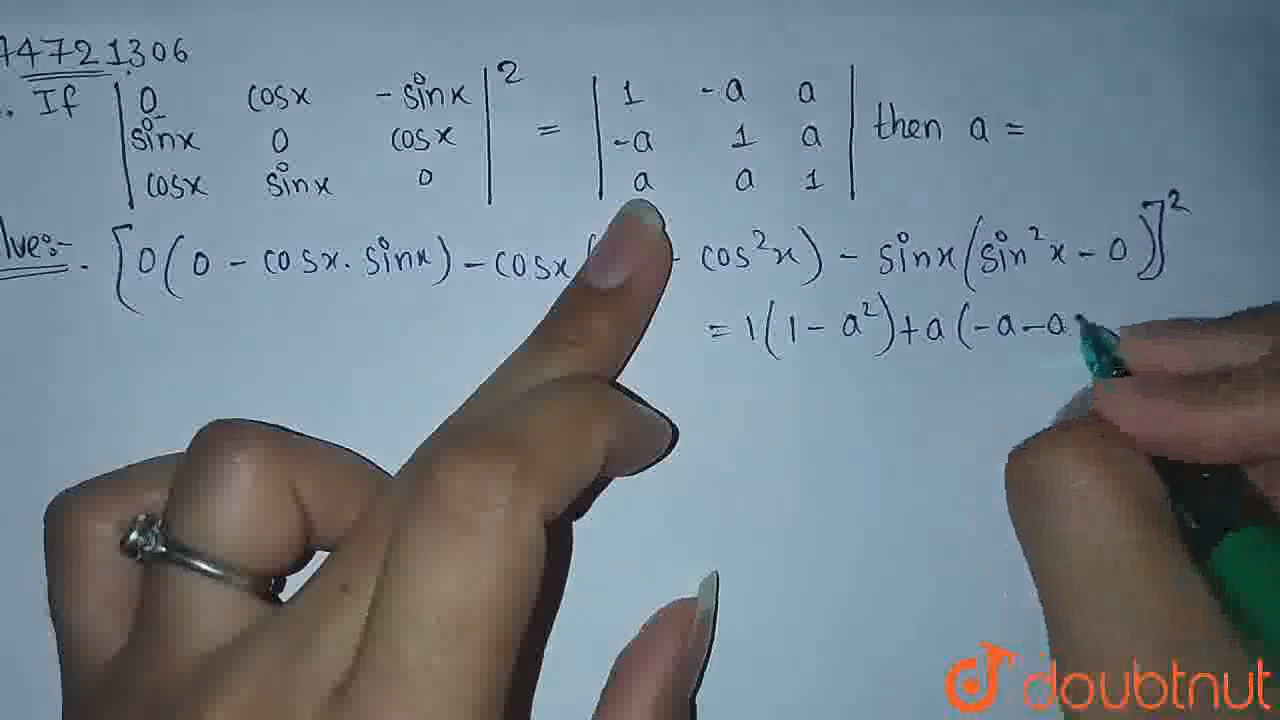 44721306
. If | 0 cosx - sinx |² = | 1 -a a | then a =
| sinx 0 cosx | | -a 1 a |
| cosx sinx 0 | | a a 1 |
lve:- . [0(0 - cosx. sinx) - cosx ( - cos²x) - sinx(sin²x - 0)]²
= 1(1 - a²) + a(-a - a
doubtnut